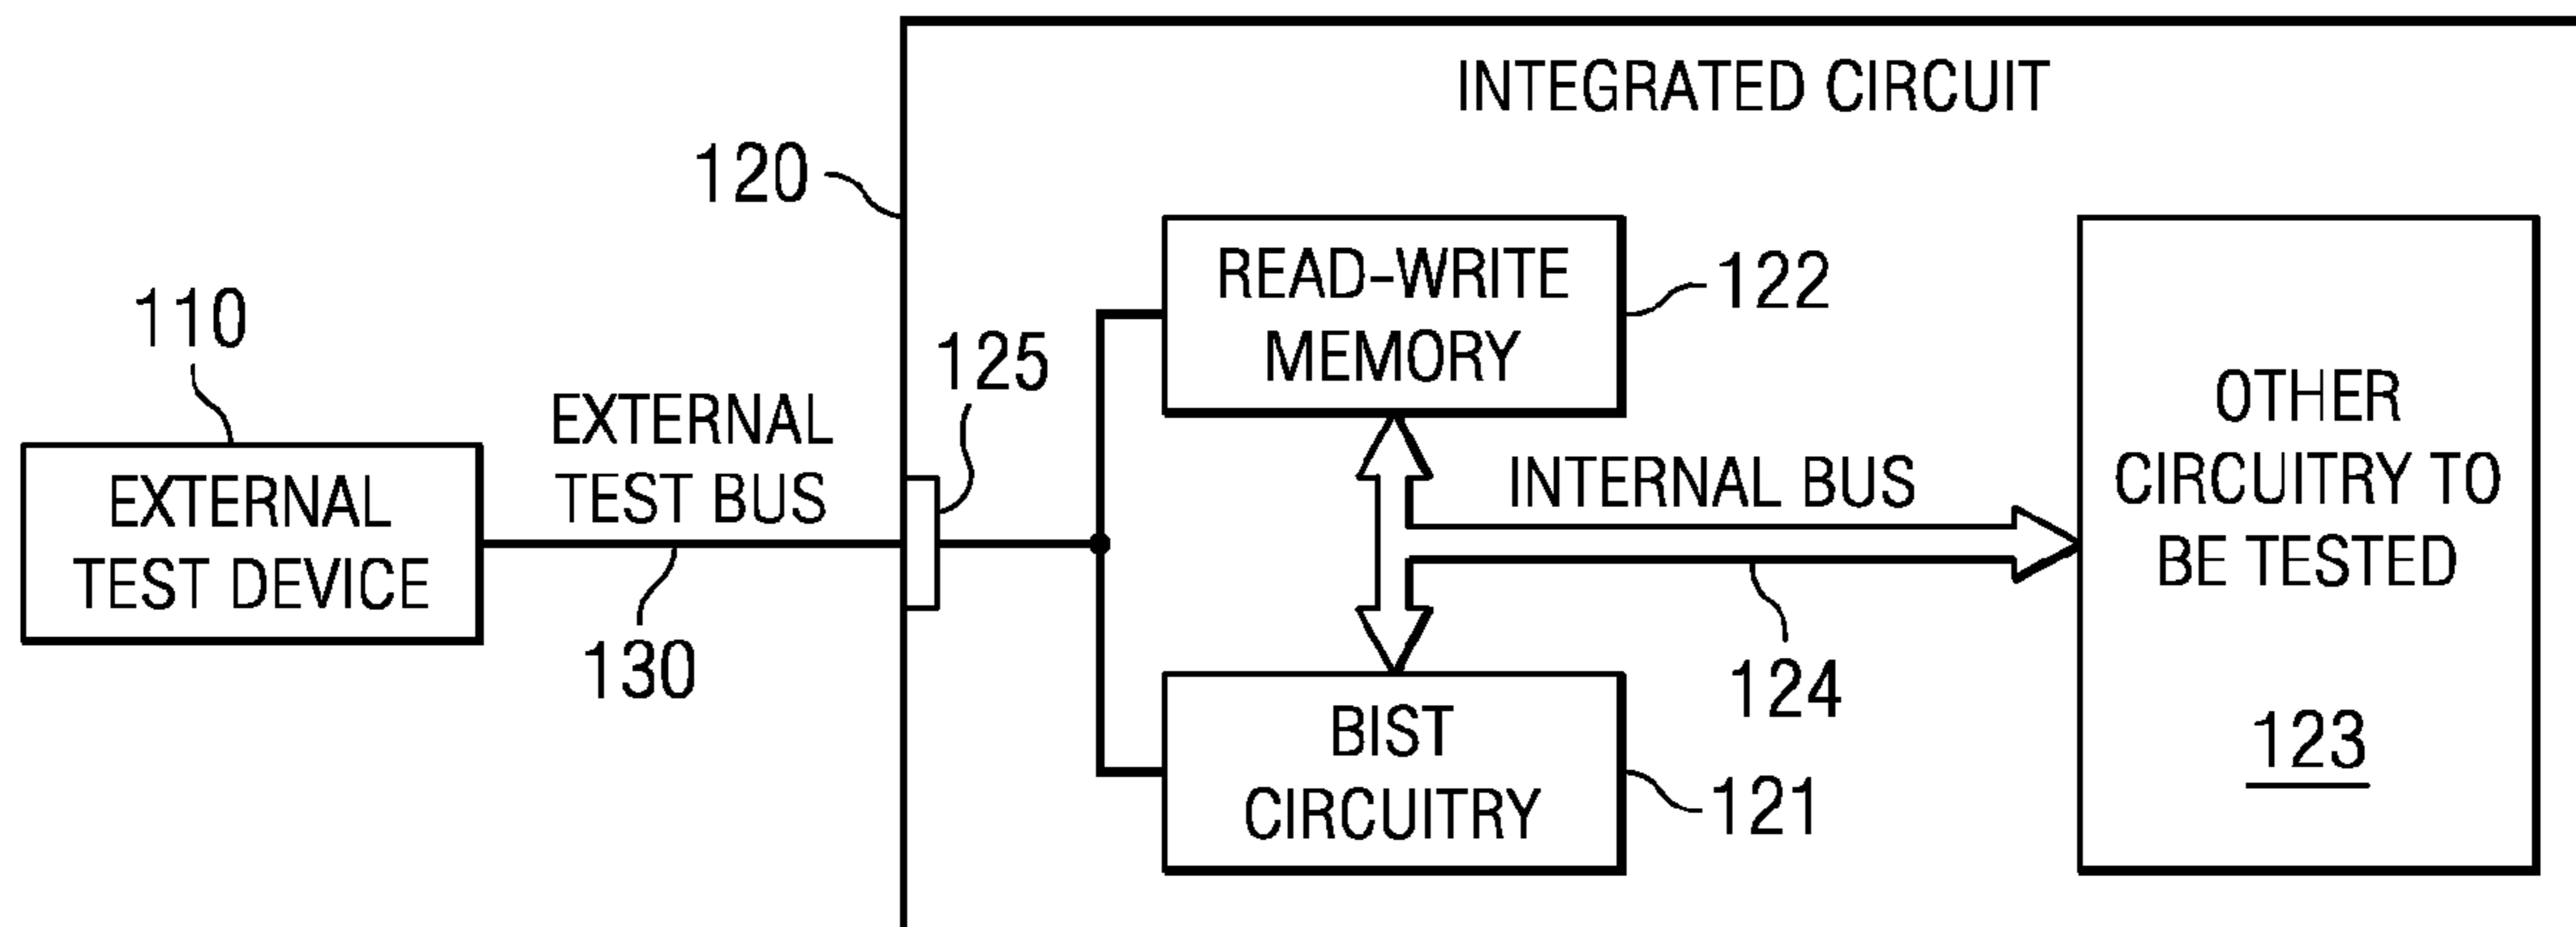 INTEGRATED CIRCUIT
120
READ-WRITE
MEMORY
122
110
125
EXTERNAL
TEST BUS
EXTERNAL
TEST DEVICE
130
INTERNAL BUS
124
OTHER
CIRCUITRY TO
BE TESTED
123
BIST
CIRCUITRY
121